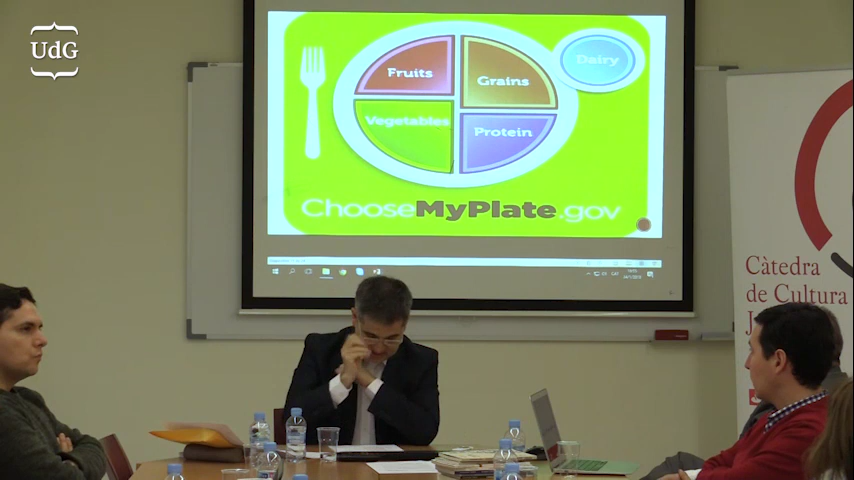 UdG
Fruits
Grains
Dairy
Vegetables
Protein
ChooseMyPlate.gov
Càtedra
de Cultura
J